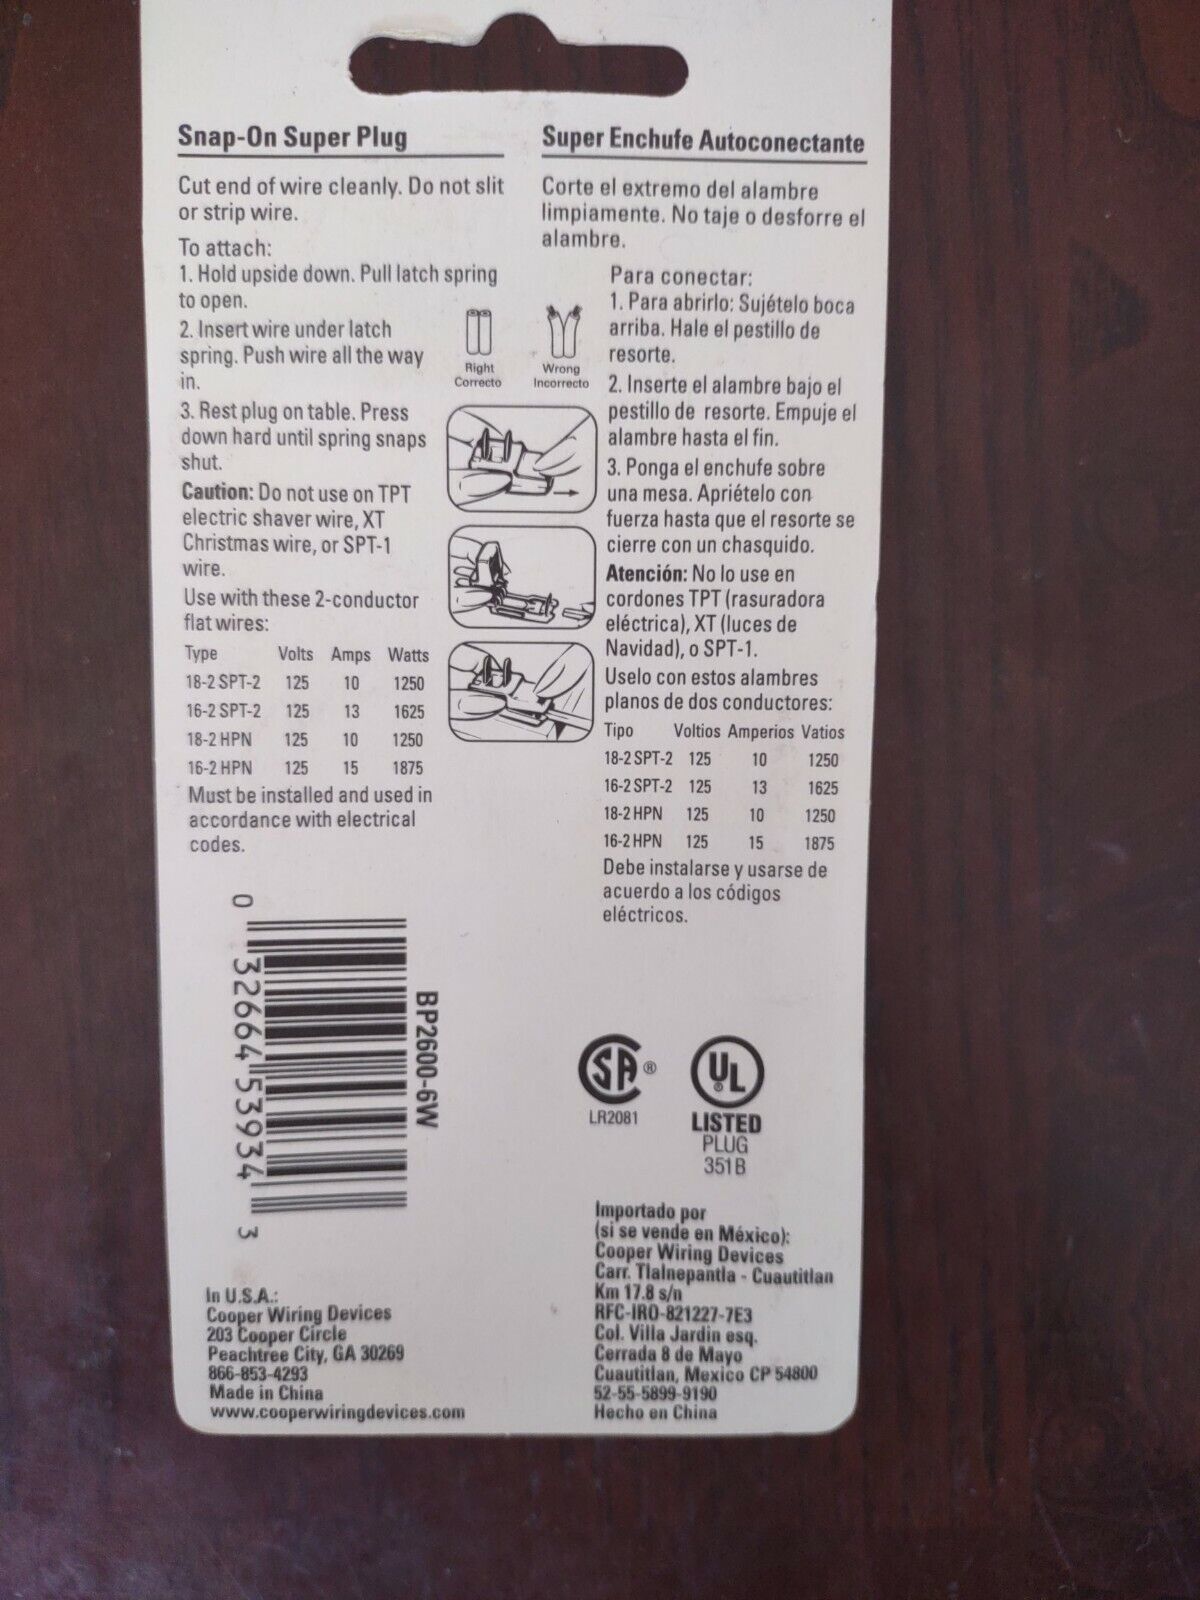 Snap-On Super Plug
Cut end of wire cleanly. Do not slit
or strip wire.
To attach:
1. Hold upside down. Pull latch spring
to open.
2. Insert wire under latch
spring. Push wire all the way
in.
3. Rest plug on table. Press
down hard until spring snaps
shut.
Caution: Do not use on TPT
electric shaver wire, XT
Christmas wire, or SPT-1
wire.
Use with these 2-conductor
flat wires:
Type Volts Amps Watts
18-2 SPT-2 125 10 1250
16-2 SPT-2 125 13 1625
18-2 HPN 125 10 1250
16-2 HPN 125 15 1875
Must be installed and used in
accordance with electrical
codes.
Right
Correcto
Wrong
Incorrecto
Super Enchufe Autoconectante
Corte el extremo del alambre
limpiamente. No taje o desforre el
alambre.
Para conectar:
1. Para abrirlo: Sujételo boca
arriba. Hale el pestillo de
resorte.
2. Inserte el alambre bajo el
pestillo de resorte. Empuje el
alambre hasta el fin.
3. Ponga el enchufe sobre
una mesa. Apriételo con
fuerza hasta que el resorte se
cierre con un chasquido.
Atención: No lo use en
cordones TPT (rasuradora
eléctrica), XT (luces de
Navidad), o SPT-1.
Uselo con estos alambres
planos de dos conductores:
Tipo Voltios Amperios Vatios
18-2 SPT-2 125 10 1250
16-2 SPT-2 125 13 1625
18-2 HPN 125 10 1250
16-2 HPN 125 15 1875
Debe instalarse y usarse de
acuerdo a los códigos
eléctricos.
0 32664 53934 3
BP2600-6W
SA ®
LR2081
UL ®
LISTED
PLUG
351B
In U.S.A.:
Cooper Wiring Devices
203 Cooper Circle
Peachtree City, GA 30269
866-853-4293
Made in China
www.cooperwiringdevices.com
Importado por
(si se vende en México):
Cooper Wiring Devices
Carr. Tlalnepantla - Cuautitlan
Km 17.8 s/n
RFC-IRO-821227-7E3
Col. Villa Jardin esq.
Cerrada 8 de Mayo
Cuautitlan, Mexico CP 54800
52-55-5899-9190
Hecho en China